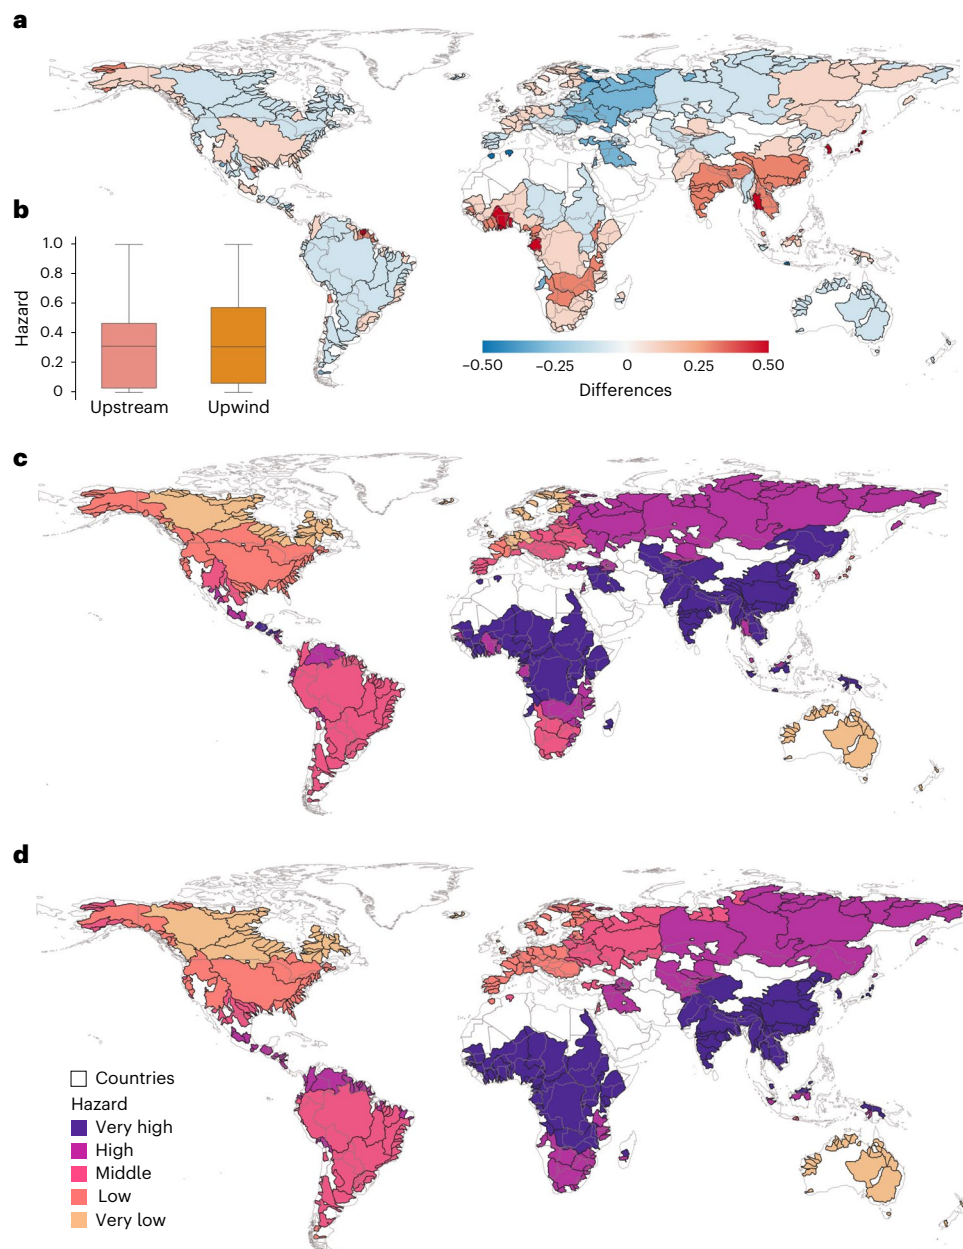 a
b
1.0
0.8
0.6
0.4
0.2
0
Hazard
Upstream
Upwind
–0.50
–0.25
0
0.25
0.50
Differences
c
d
Countries
Hazard
Very high
High
Middle
Low
Very low